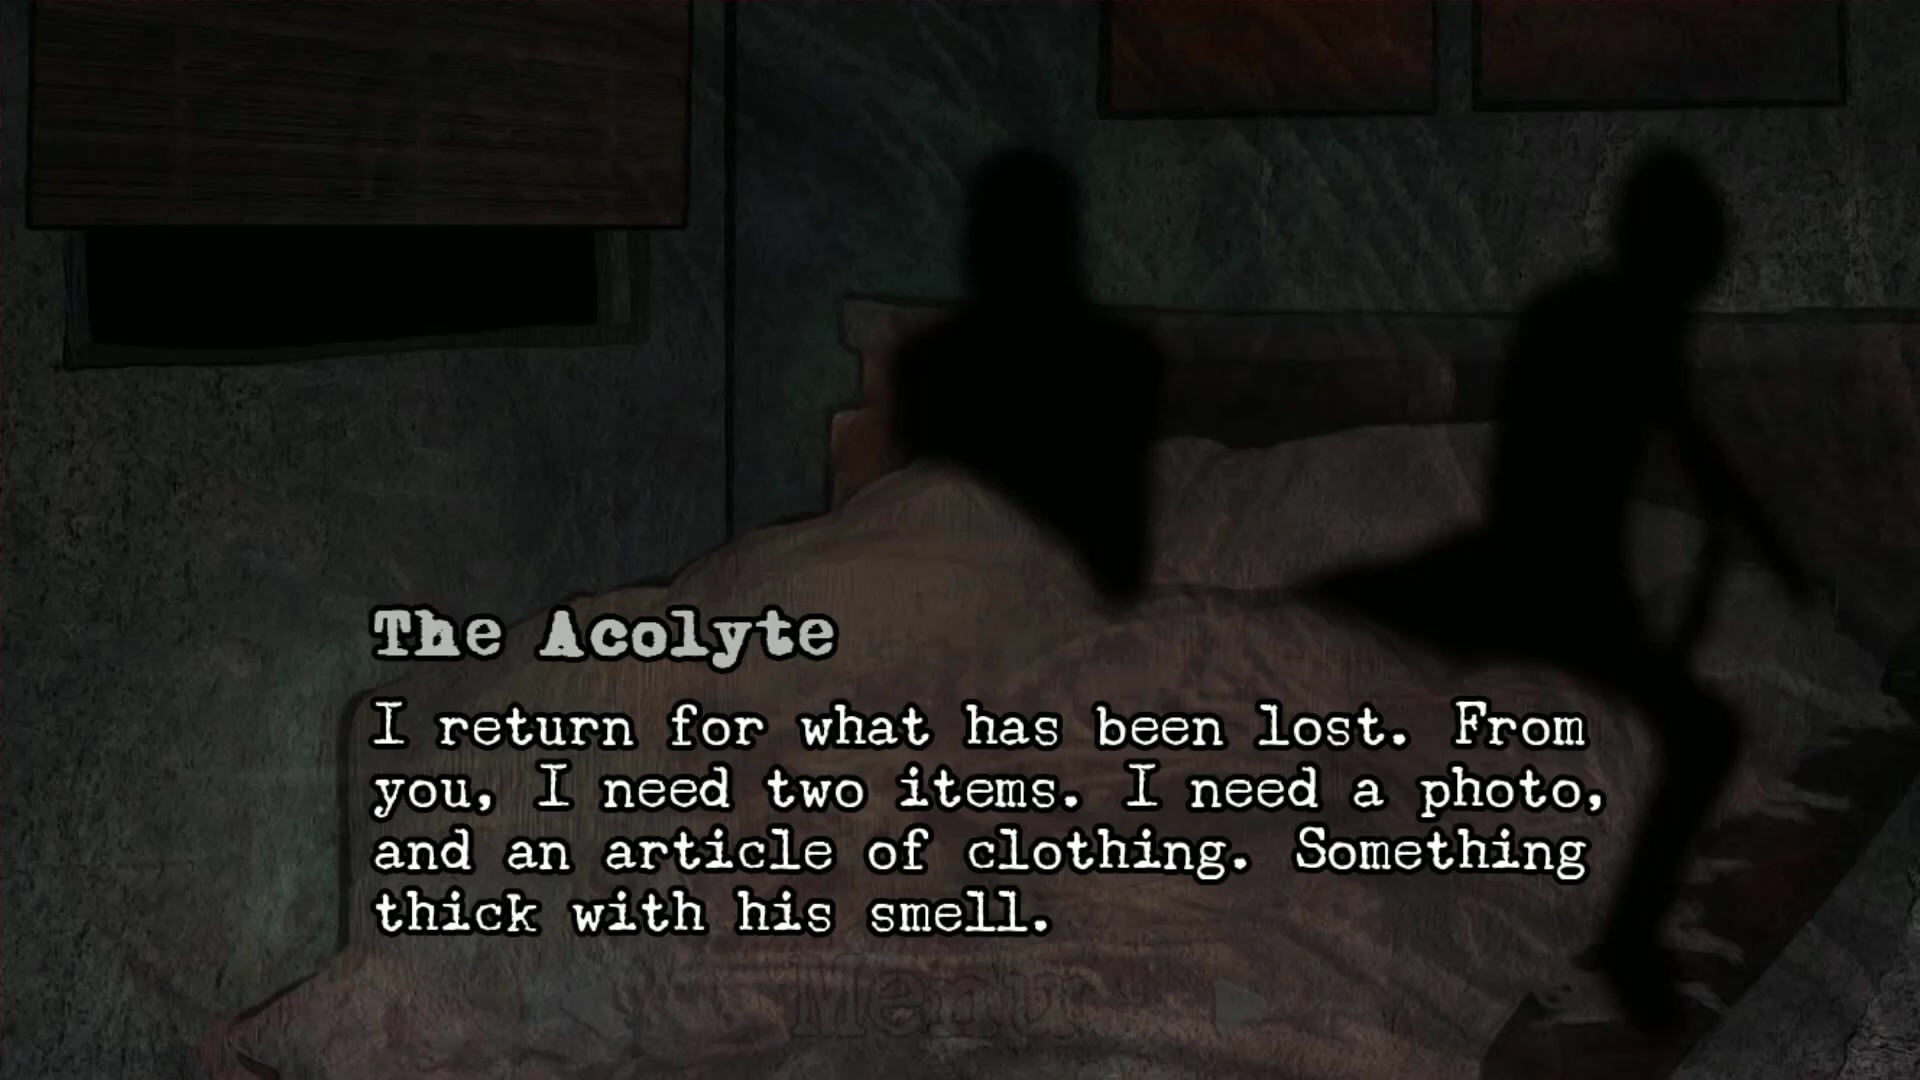 The Acolyte
I return for what has been lost. From
you, I need two items. I need a photo,
and an article of clothing. Something
thick with his smell.
Menu